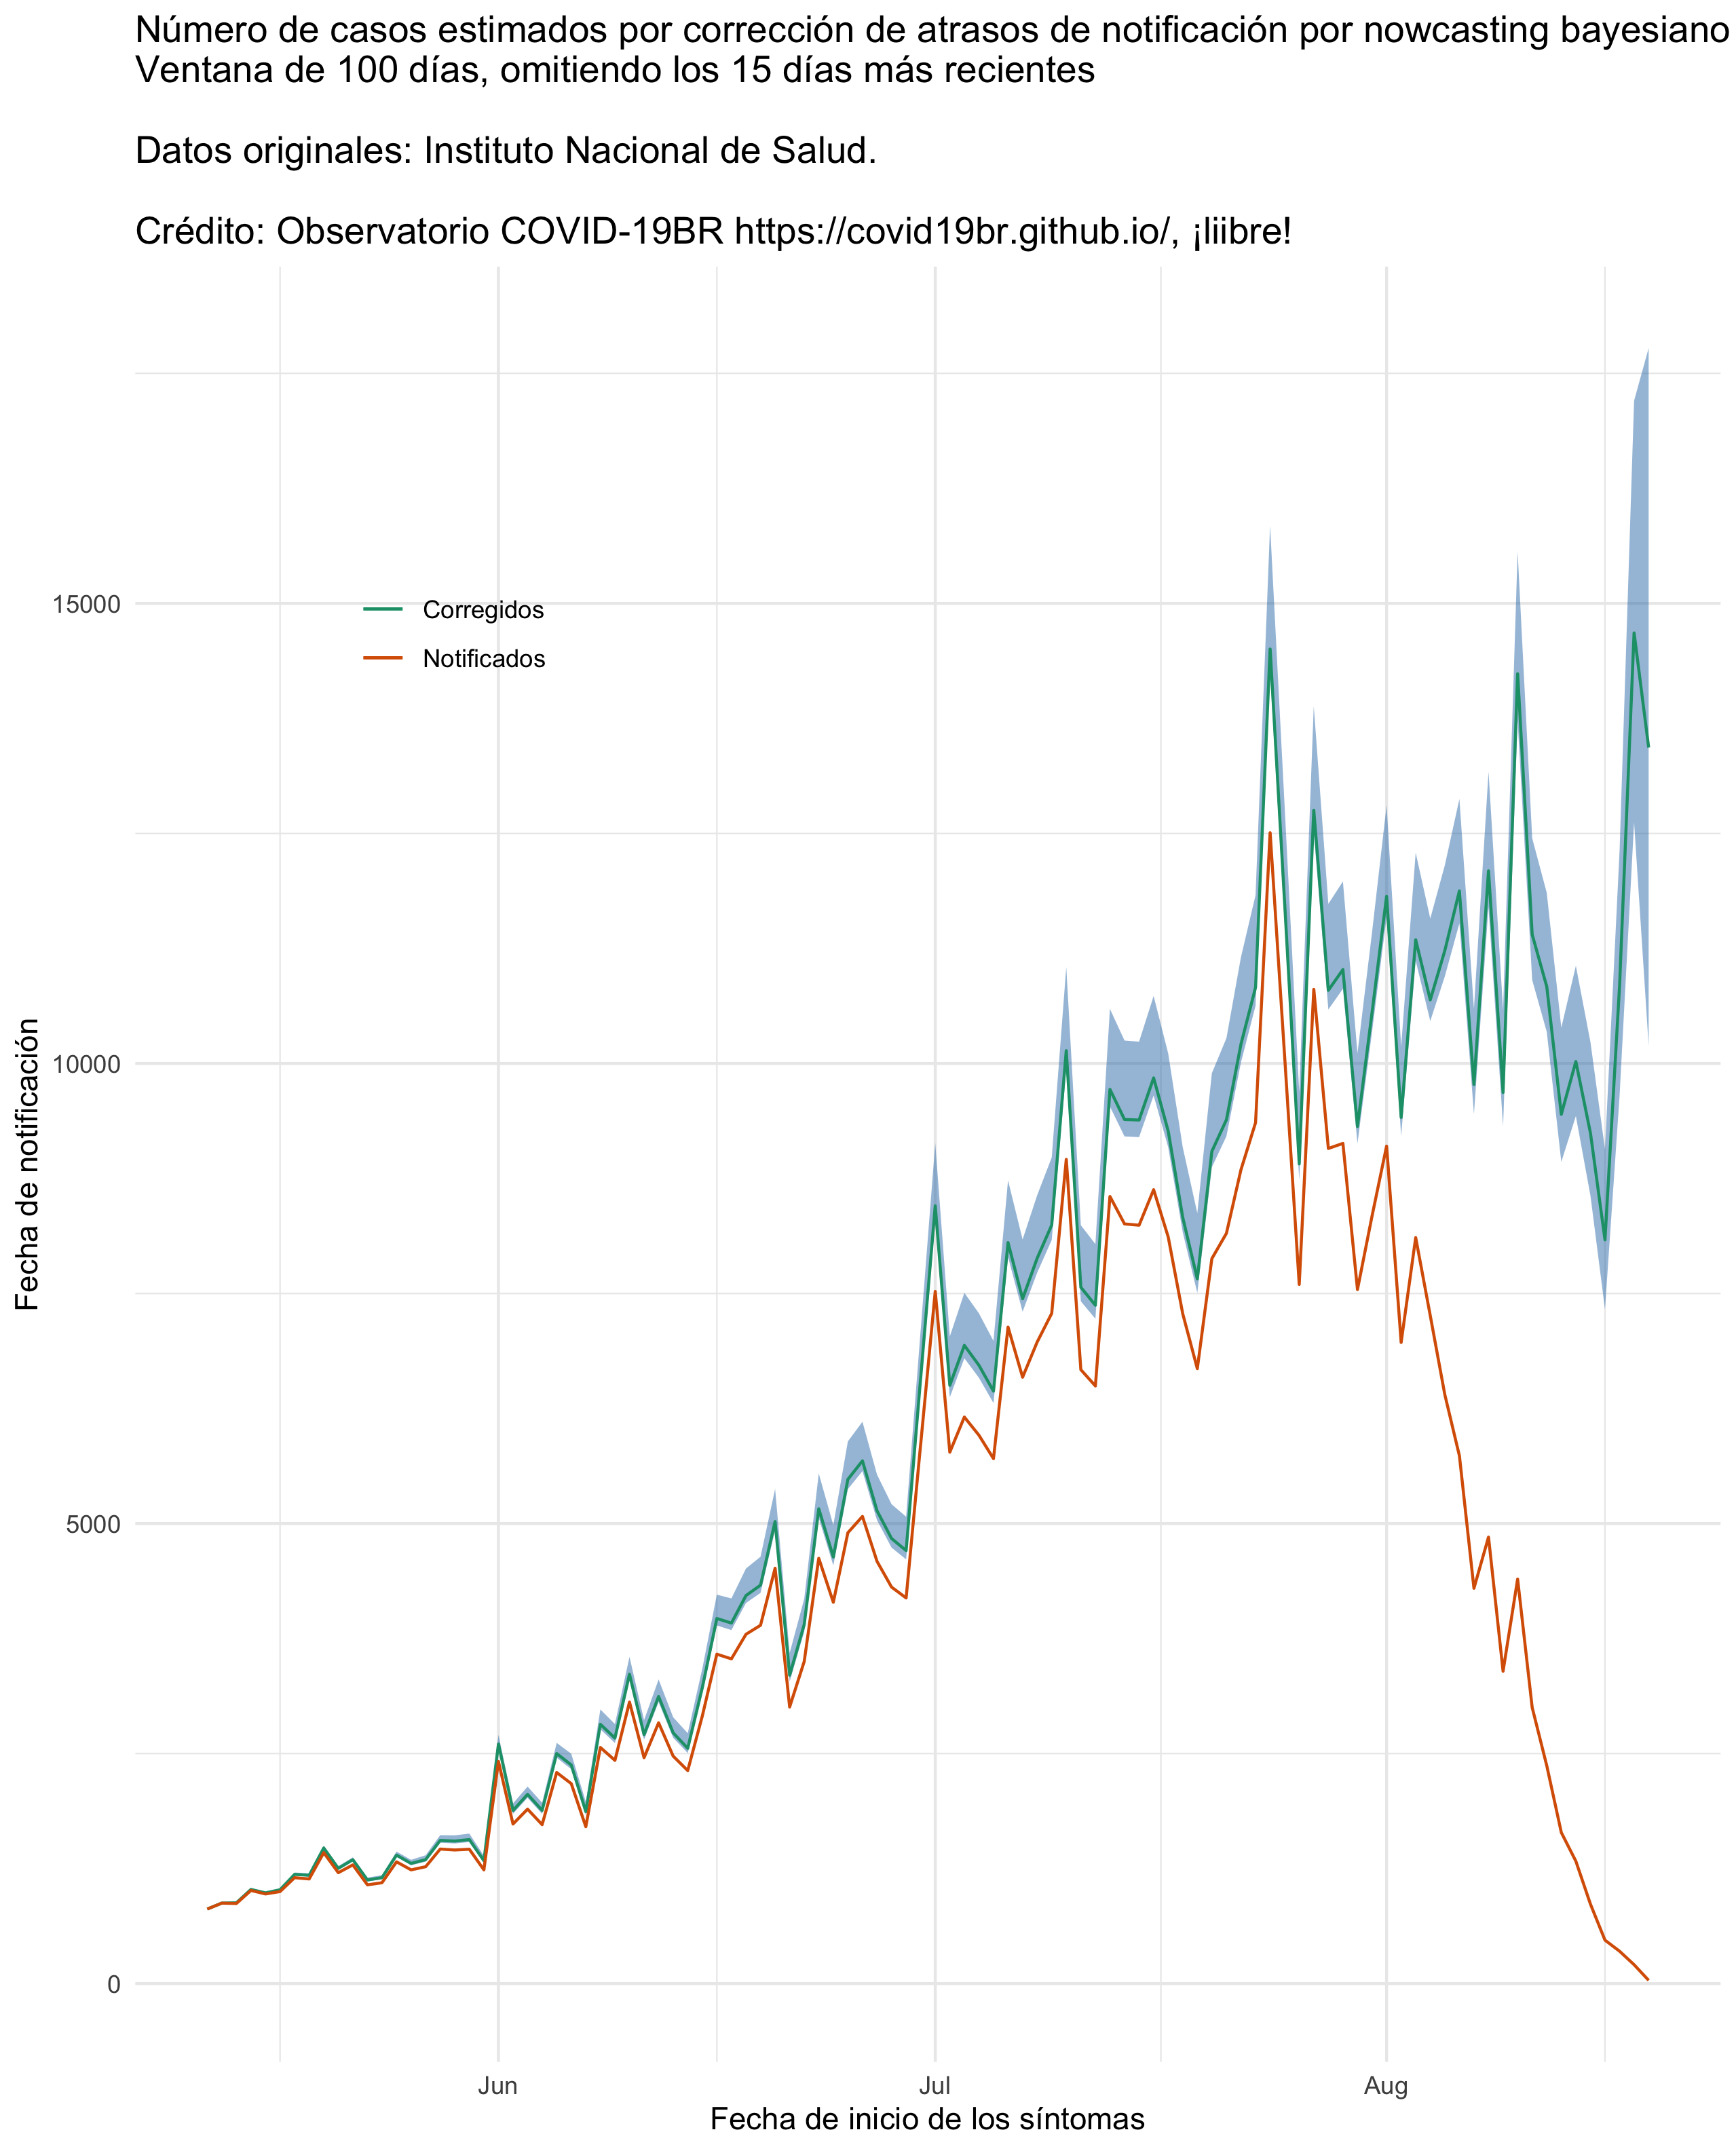 Número de casos estimados por corrección de atrasos de notificación por nowcasting bayesiano
Ventana de 100 días, omitiendo los 15 días más recientes
Datos originales: Instituto Nacional de Salud.
Crédito: Observatorio COVID-19BR https://covid19br.github.io/, ¡liibre!
Fecha de notificación
15000
10000
5000
0
Corregidos
Notificados
Jun
Jul
Aug
Fecha de inicio de los síntomas